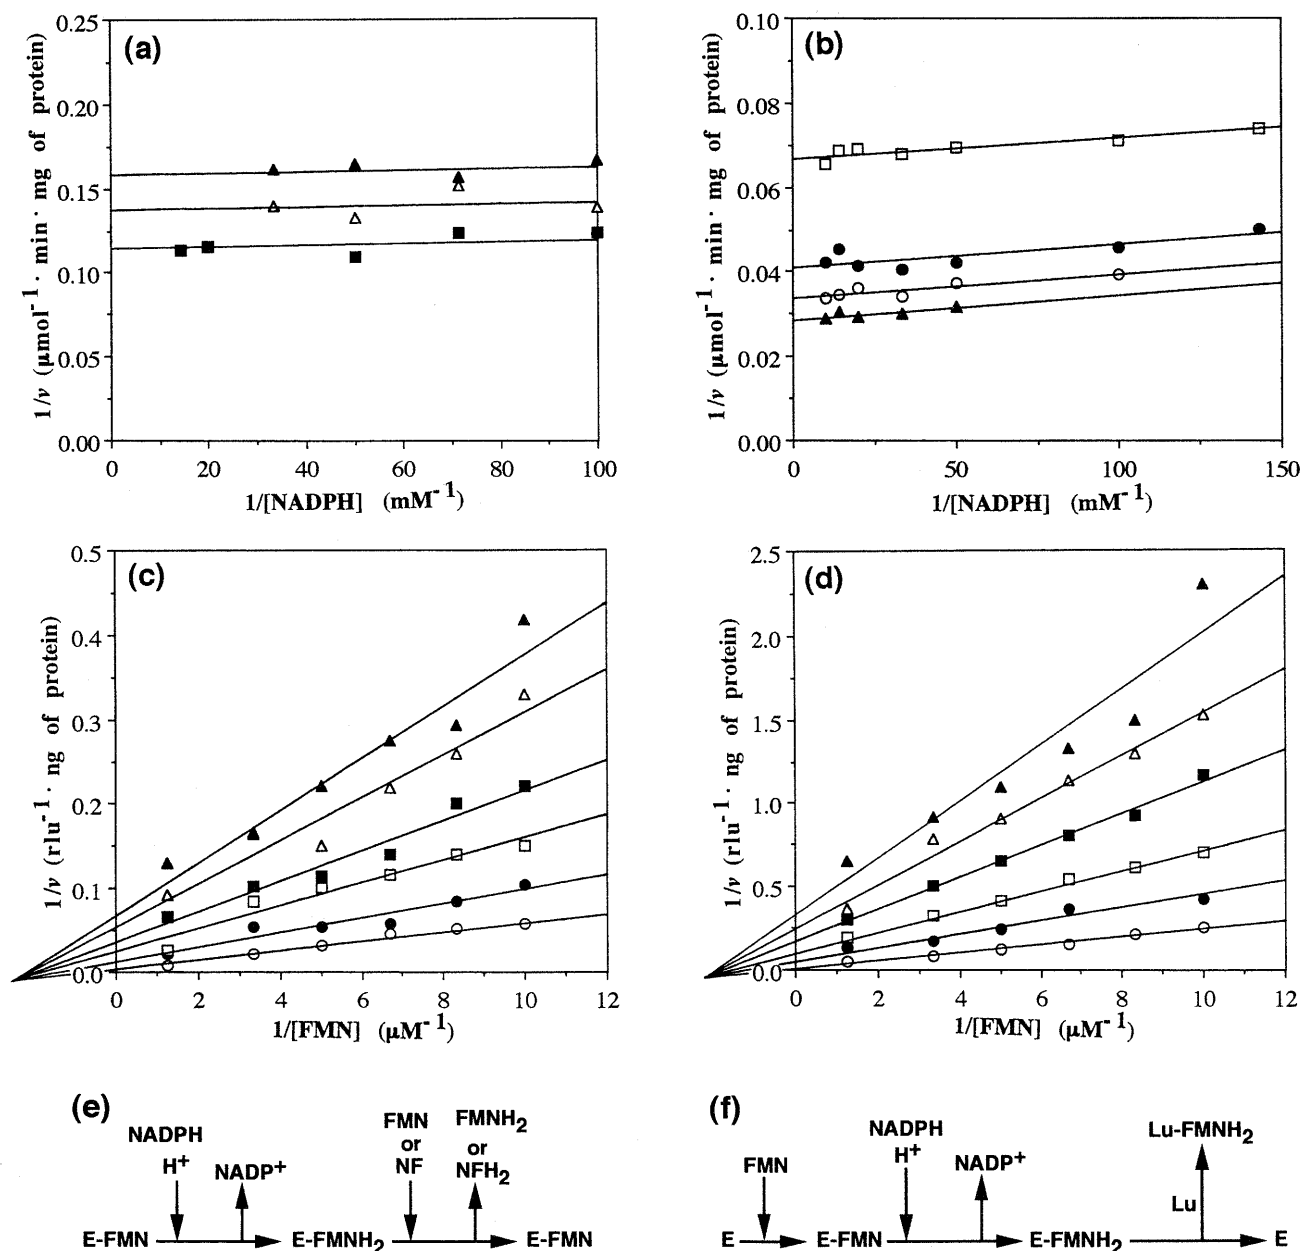 (a)
1/v (μmol⁻¹ · min · mg of protein)
0.25
0.20
0.15
0.10
0.05
0.00
0 20 40 60 80 100
1/[NADPH] (mM⁻¹)
(b)
1/v (μmol⁻¹ · min · mg of protein)
0.10
0.08
0.06
0.04
0.02
0.00
0 50 100 150
1/[NADPH] (mM⁻¹)
(c)
1/v (rlu⁻¹ · ng of protein)
0.5
0.4
0.3
0.2
0.1
0.0
0 2 4 6 8 10 12
1/[FMN] (μM⁻¹)
(d)
1/v (rlu⁻¹ · ng of protein)
2.5
2.0
1.5
1.0
0.5
0.0
0 2 4 6 8 10 12
1/[FMN] (μM⁻¹)
(e)
NADPH
H⁺
NADP⁺
FMN
or
NF
FMNH₂
or
NFH₂
E-FMN E-FMNH₂ E-FMN
(f)
FMN
NADPH
H⁺
NADP⁺
Lu-FMNH₂
Lu
E E-FMN E-FMNH₂ E